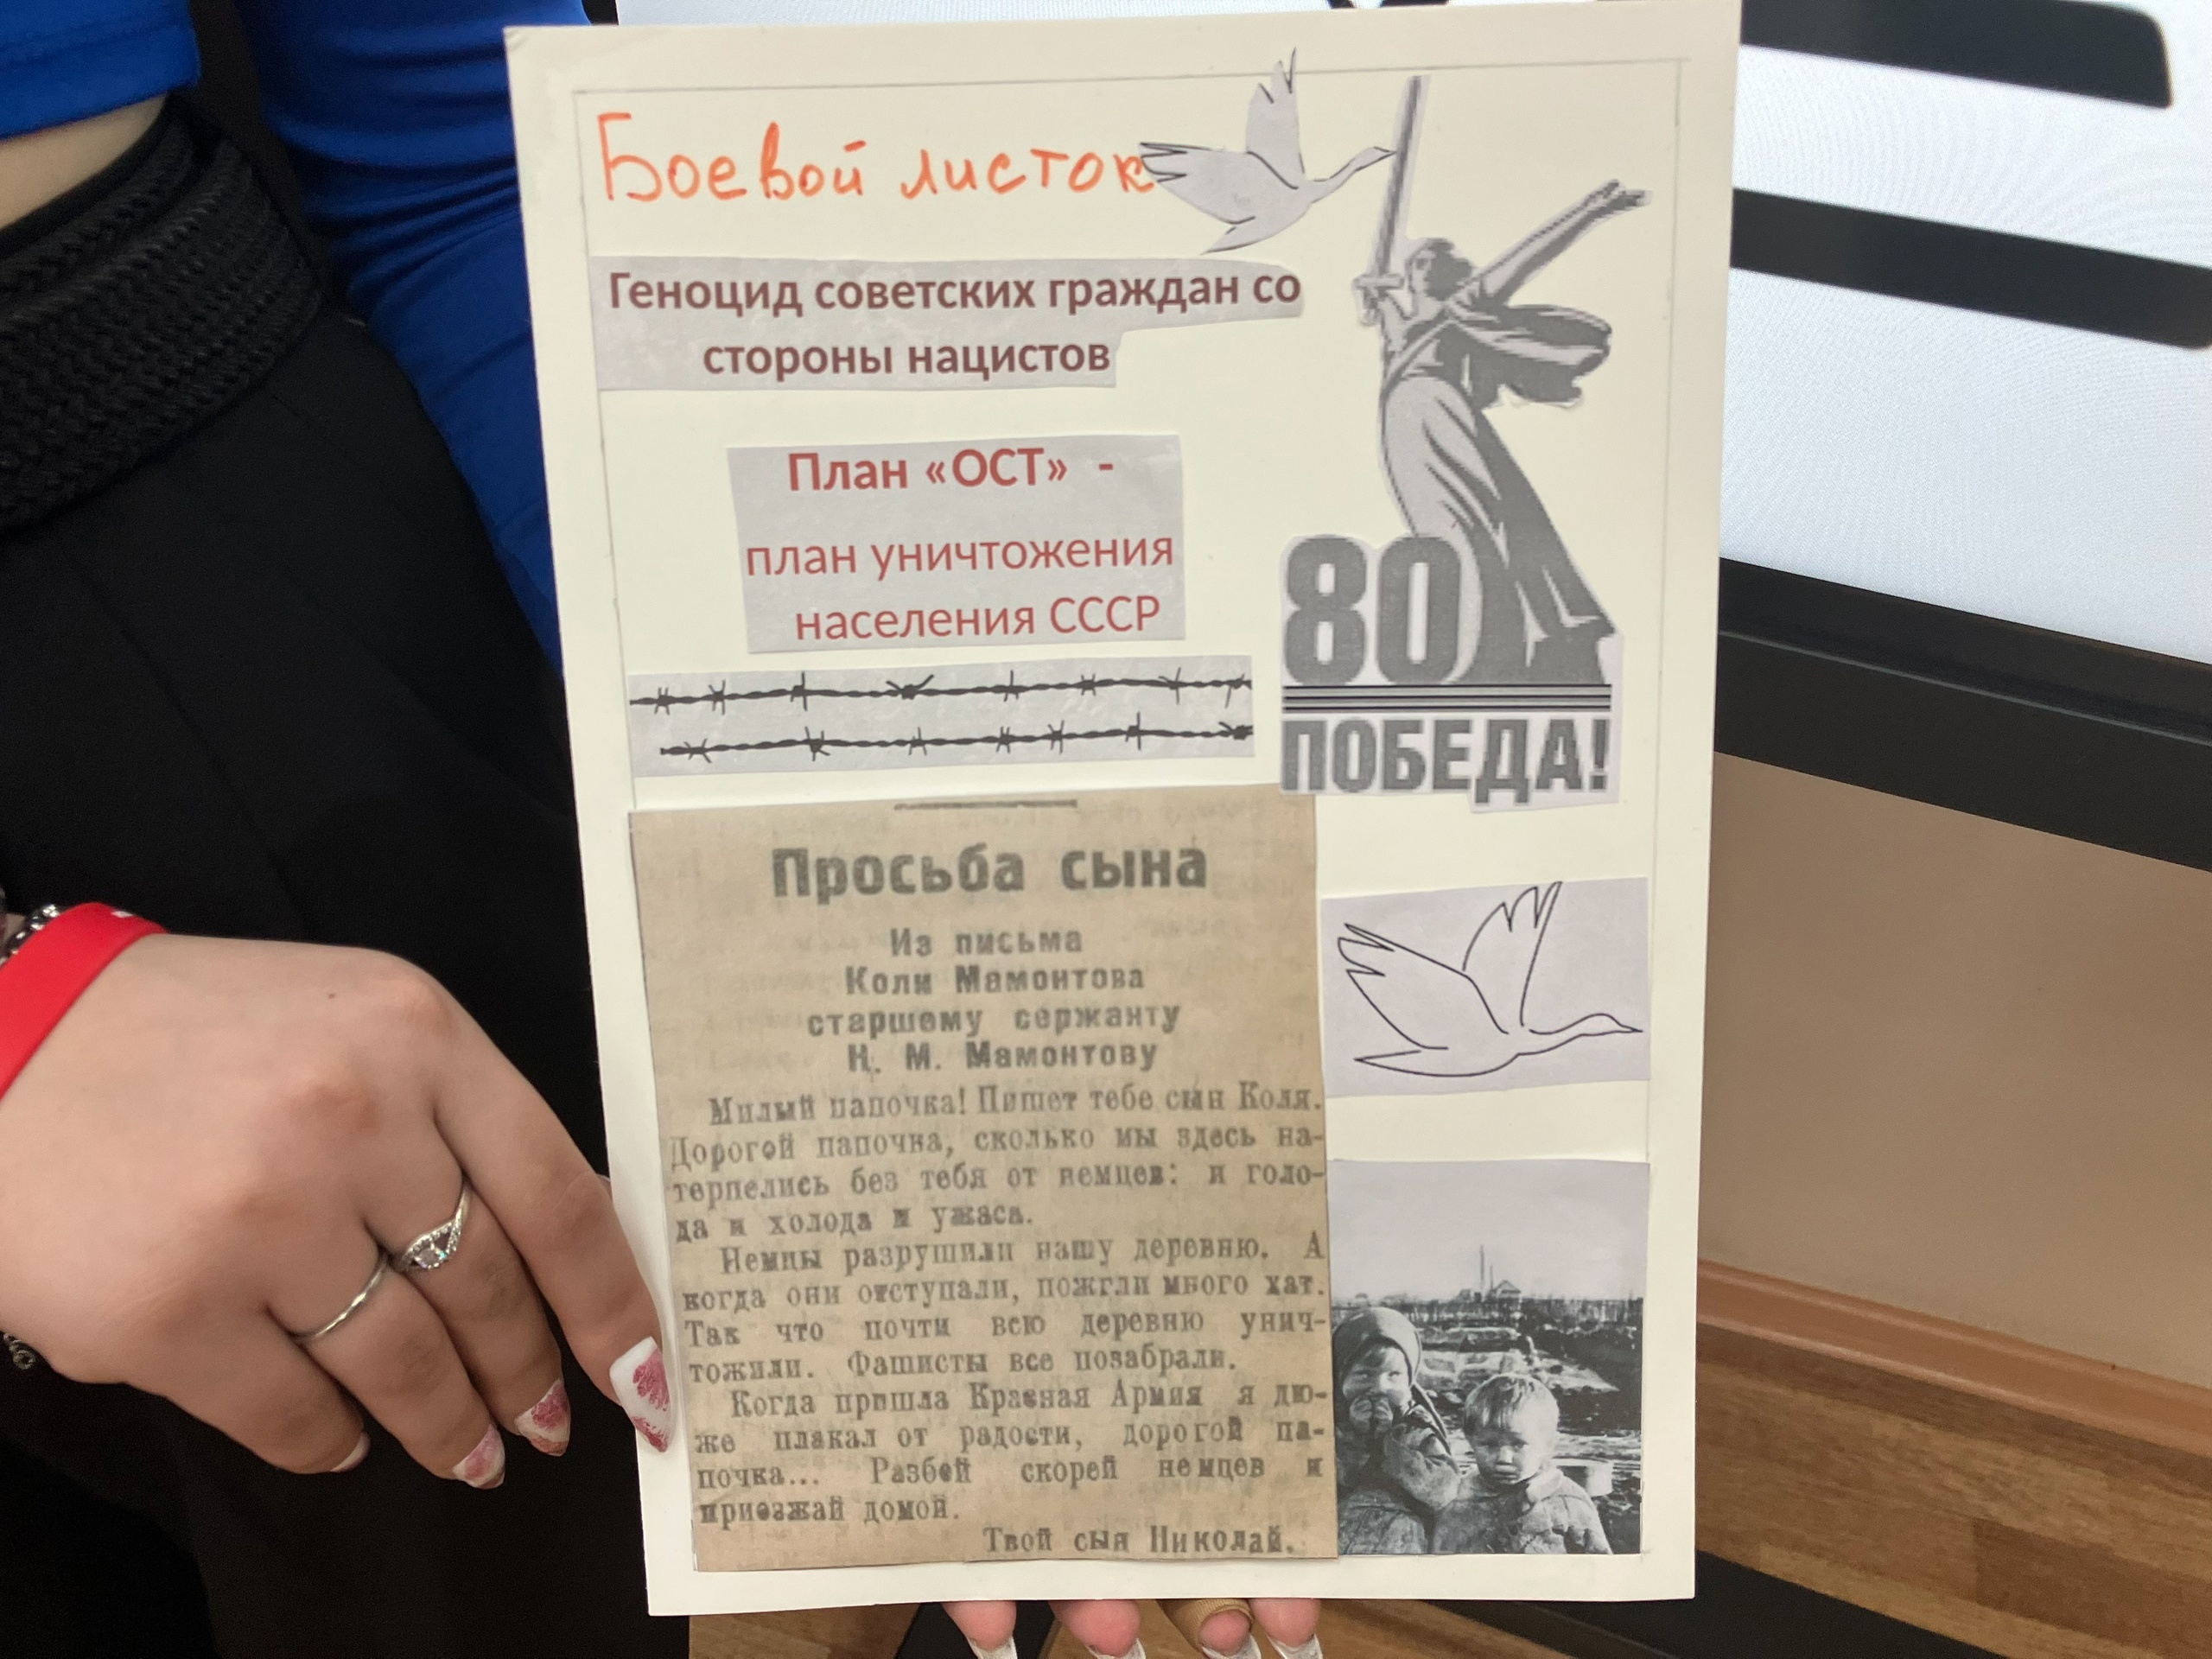 Боевой листок
Геноцид советских граждан со
стороны нацистов
План «ОСТ» -
план уничтожения
населения СССР
80
ПОБЕДА!
Просьба сына
Из письма
Коли Мамонтова
старшему сержанту
Н. М. Мамонтову
Милый папочка! Пишет тебе сын Коля.
Дорогой папочка, сколько мы здесь на-
терпелись без тебя от немцев: и голо-
да и холода и ужаса.
Немцы разрушили нашу деревню. А
когда они отступали, пожгли много хат.
Так что почти всю деревню унич-
тожили. Фашисты все позабрали.
Когда пришла Красная Армия я дю-
же плакал от радости, дорогой па-
почка... Разбей скорей немцев и
приезжай домой.
Твой сын Николай.